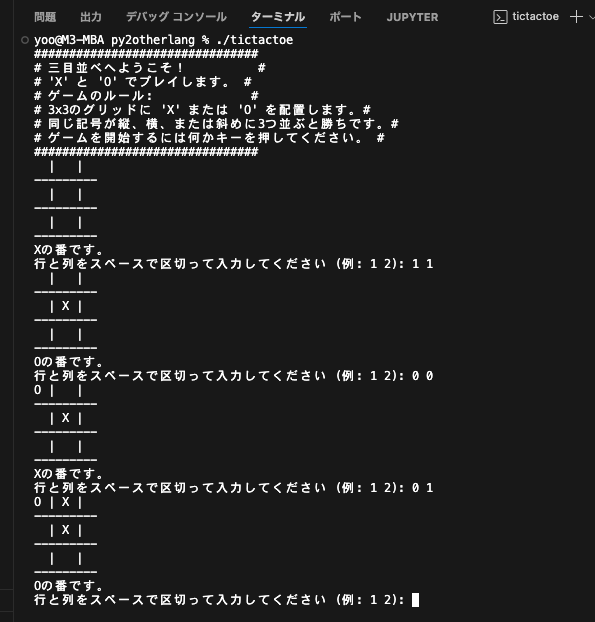 問題 出力 デバッグ コンソール ターミナル ポート JUPYTER tictactoe
yoo@M3-MBA py2otherlang % ./tictactoe
################################
# 三目並べへようこそ！ #
# 'X' と 'O' でプレイします。 #
# ゲームのルール: #
# 3x3のグリッドに 'X' または 'O' を配置します。#
# 同じ記号が縦、横、または斜めに3つ並ぶと勝ちです。#
# ゲームを開始するには何かキーを押してください。 #
################################
  |   |
---------
  |   |
---------
  |   |
---------
Xの番です。
行と列をスペースで区切って入力してください (例: 1 2): 1 1
  |   |
---------
  | X |
---------
  |   |
---------
Oの番です。
行と列をスペースで区切って入力してください (例: 1 2): 0 0
O |   |
---------
  | X |
---------
  |   |
---------
Xの番です。
行と列をスペースで区切って入力してください (例: 1 2): 0 1
O | X |
---------
  | X |
---------
  |   |
---------
Oの番です。
行と列をスペースで区切って入力してください (例: 1 2):